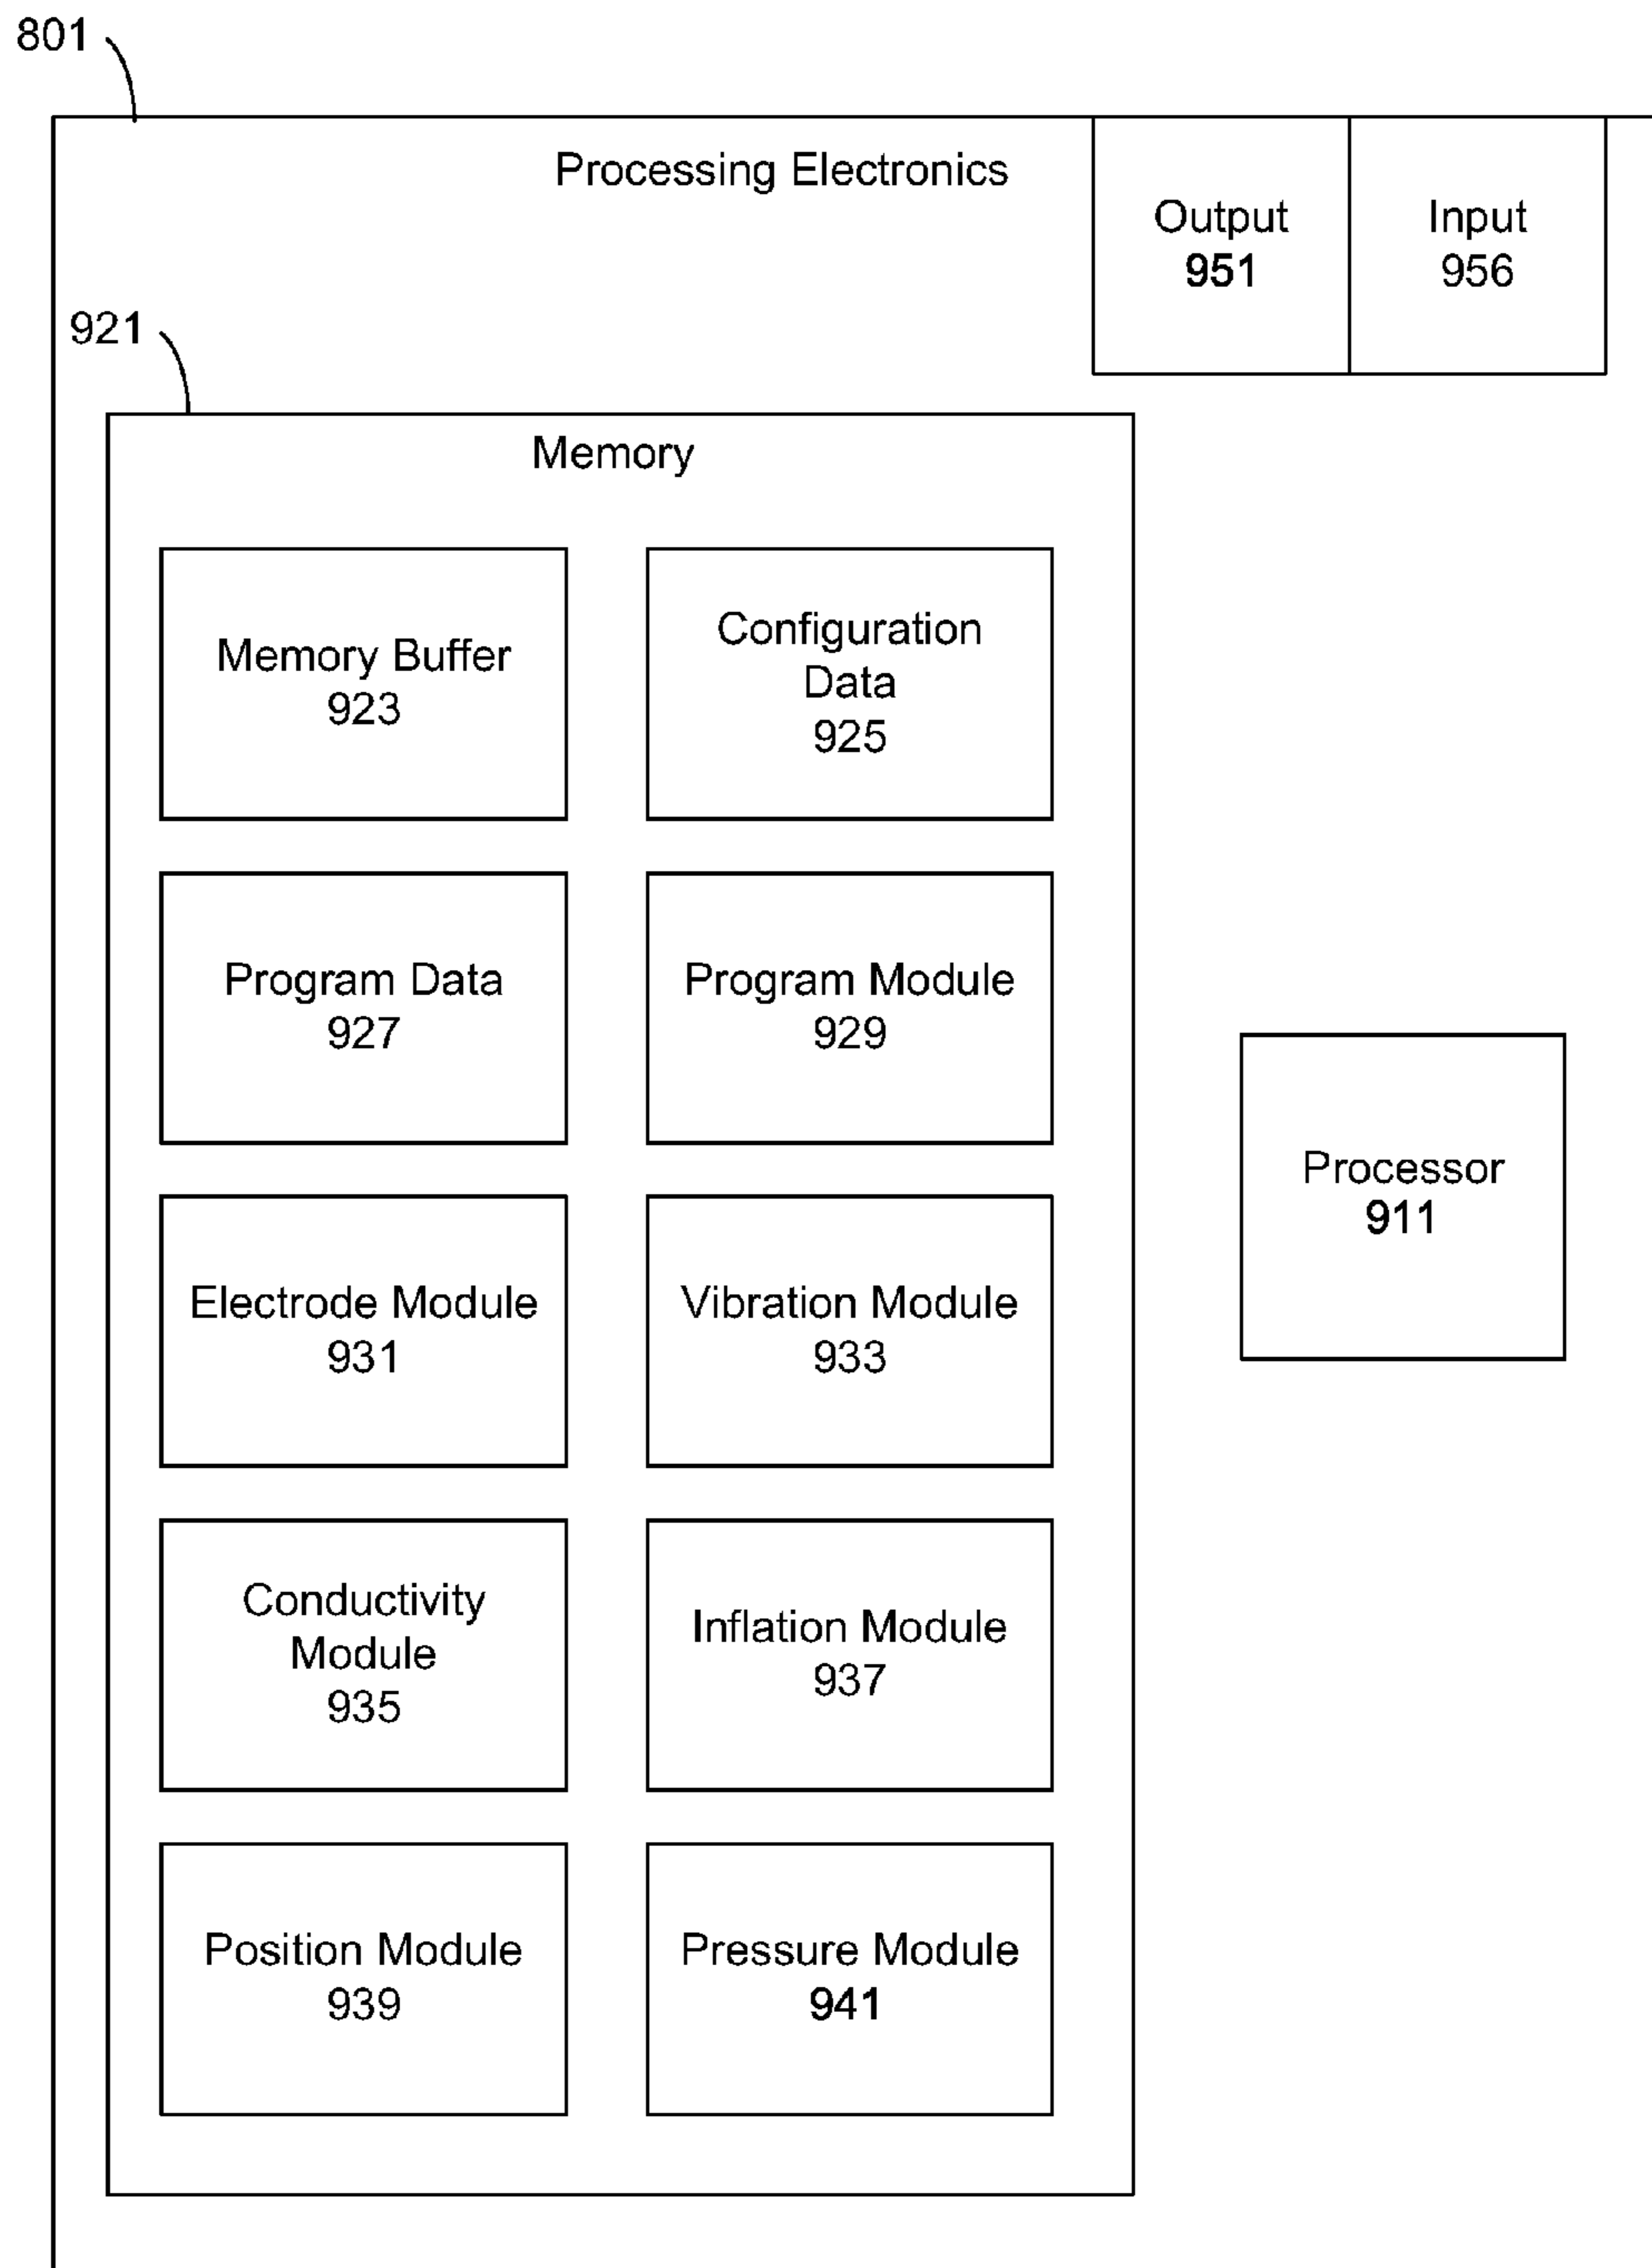 801
Processing Electronics
Output
951
Input
956
921
Memory
Memory Buffer
923
Configuration
Data
925
Program Data
927
Program Module
929
Electrode Module
931
Vibration Module
933
Conductivity
Module
935
Inflation Module
937
Position Module
939
Pressure Module
941
Processor
911